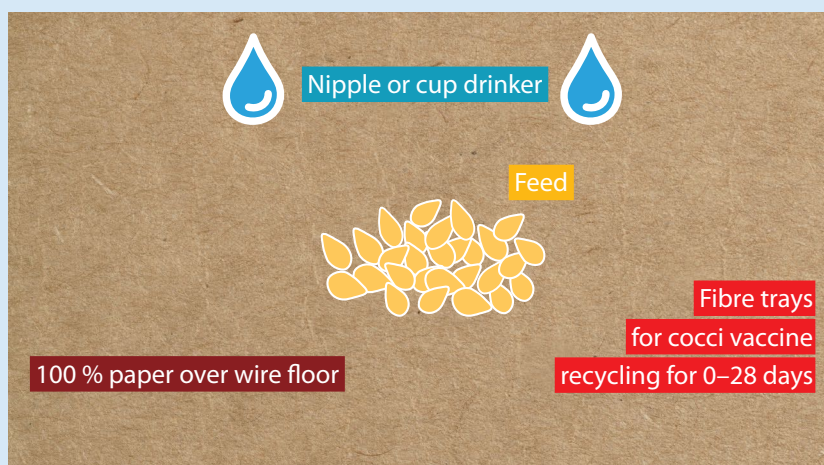 Nipple or cup drinker
Feed
Fibre trays
for cocci vaccine
recycling for 0–28 days
100 % paper over wire floor